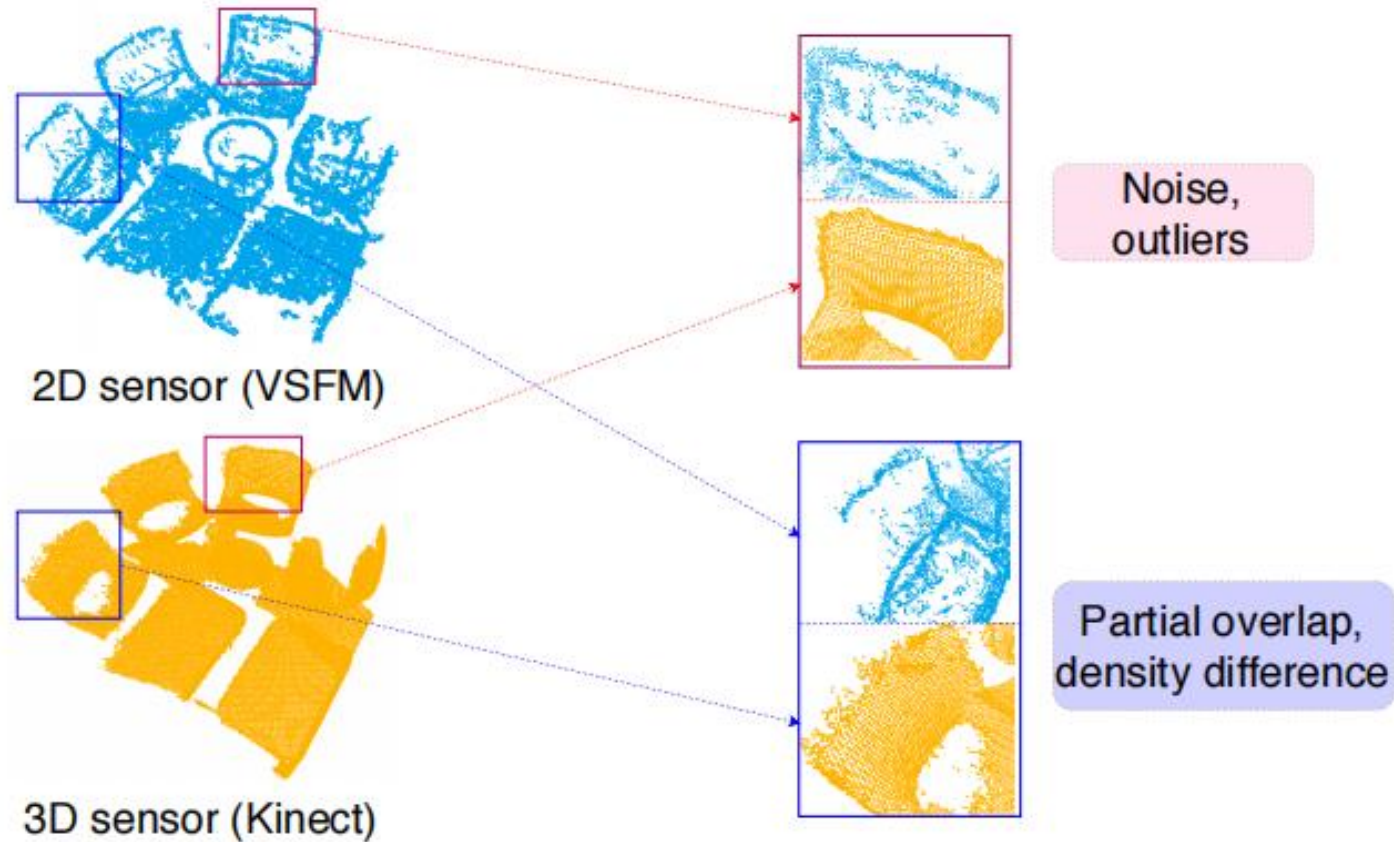 2D sensor (VSFM)
3D sensor (Kinect)
Noise,
outliers
Partial overlap,
density difference